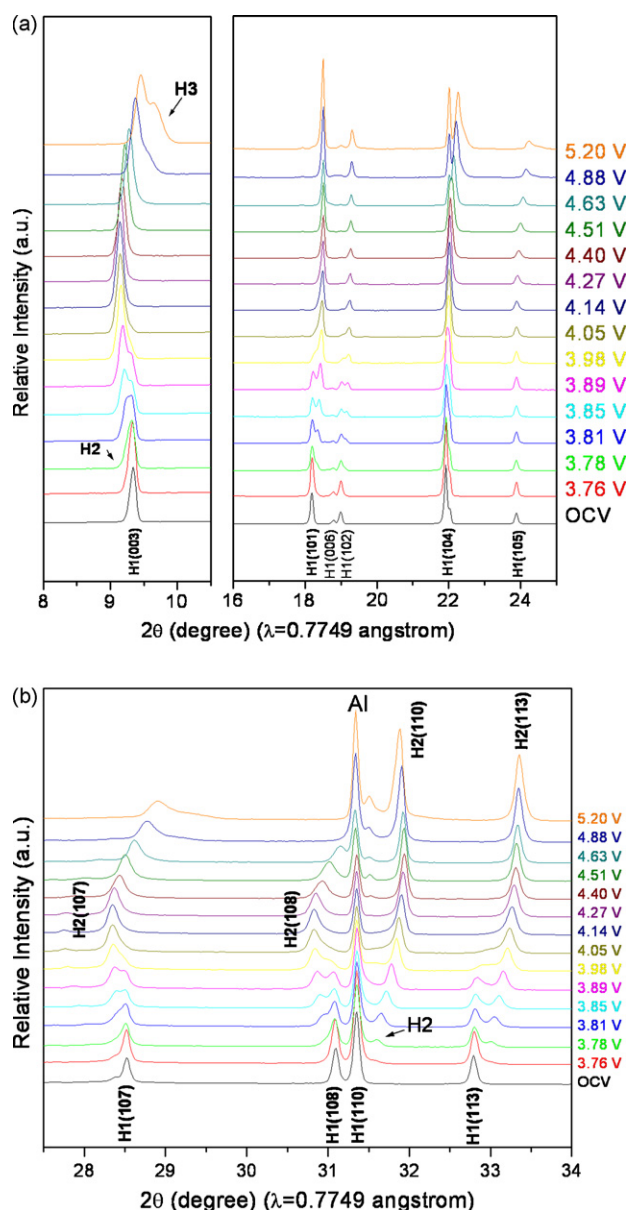 (a)
H3
H2
Relative Intensity (a.u.)
5.20 V
4.88 V
4.63 V
4.51 V
4.40 V
4.27 V
4.14 V
4.05 V
3.98 V
3.89 V
3.85 V
3.81 V
3.78 V
3.76 V
OCV
H1(003)
H1(101)
H1(006)
H1(102)
H1(104)
H1(105)
8 9 10 16 18 20 22 24
2θ (degree) (λ=0.7749 angstrom)
2θ (degree) (λ=0.7749 angstrom)
(b)
Al
H2(110)
H2(113)
H2(107)
H2(108)
H2
Relative Intensity (a.u.)
5.20 V
4.88 V
4.63 V
4.51 V
4.40 V
4.27 V
4.14 V
4.05 V
3.98 V
3.89 V
3.85 V
3.81 V
3.78 V
3.76 V
OCV
H1(107)
H1(108)
H1(110)
H1(113)
28 29 30 31 32 33 34
2θ (degree) (λ=0.7749 angstrom)